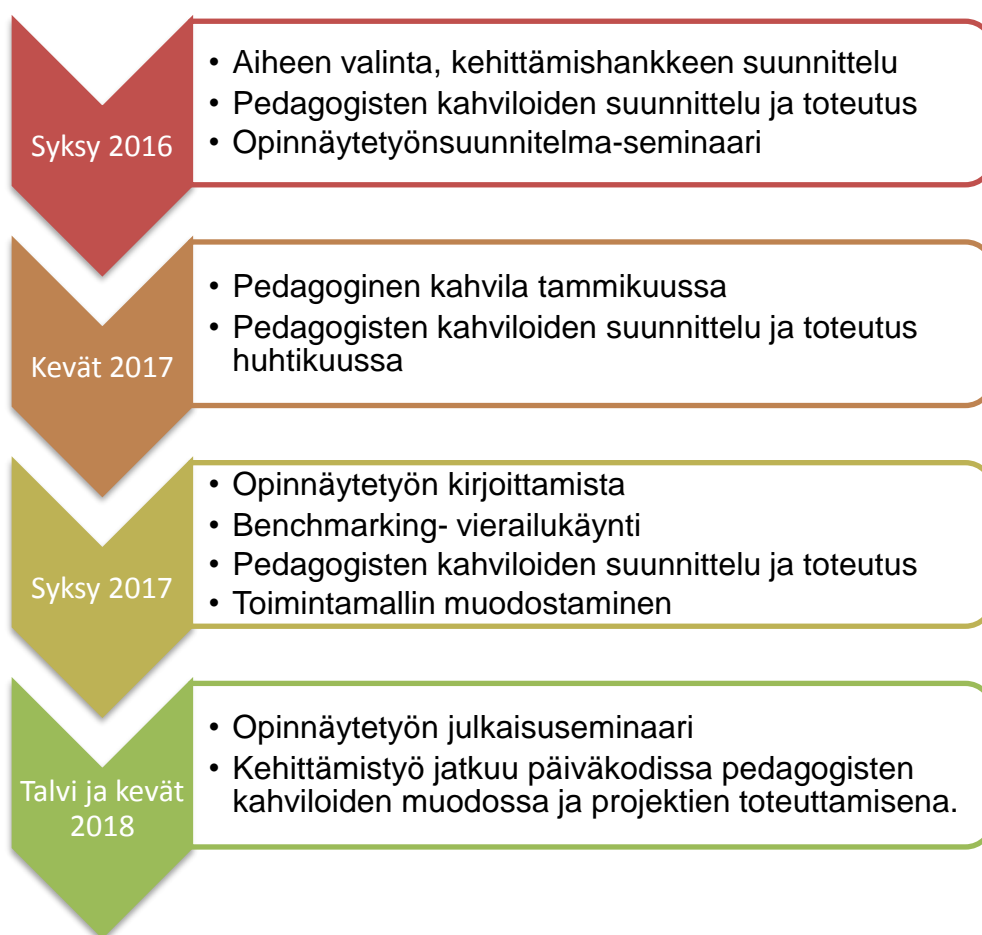 Syksy 2016
• Aiheen valinta, kehittämishankkeen suunnittelu
• Pedagogisten kahviloiden suunnittelu ja toteutus
• Opinnäytetyönsuunnitelma-seminaari
Kevät 2017
• Pedagoginen kahvila tammikuussa
• Pedagogisten kahviloiden suunnittelu ja toteutus
huhtikuussa
Syksy 2017
• Opinnäytetyön kirjoittamista
• Benchmarking- vierailukäynti
• Pedagogisten kahviloiden suunnittelu ja toteutus
• Toimintamallin muodostaminen
Talvi ja kevät
2018
• Opinnäytetyön julkaisuseminaari
• Kehittämistyö jatkuu päiväkodissa pedagogisten
kahviloiden muodossa ja projektien toteuttamisena.